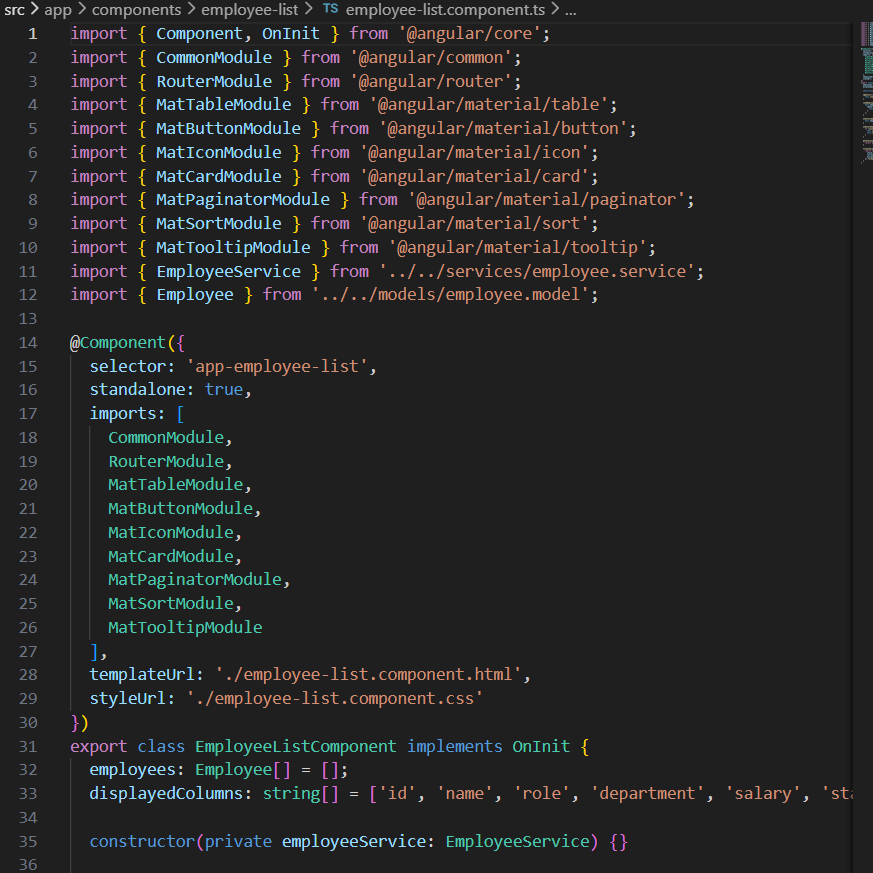 src > app > components > employee-list > TS employee-list.component.ts > ...
1 import { Component, OnInit } from '@angular/core';
2 import { CommonModule } from '@angular/common';
3 import { RouterModule } from '@angular/router';
4 import { MatTableModule } from '@angular/material/table';
5 import { MatButtonModule } from '@angular/material/button';
6 import { MatIconModule } from '@angular/material/icon';
7 import { MatCardModule } from '@angular/material/card';
8 import { MatPaginatorModule } from '@angular/material/paginator';
9 import { MatSortModule } from '@angular/material/sort';
10 import { MatTooltipModule } from '@angular/material/tooltip';
11 import { EmployeeService } from '../../services/employee.service';
12 import { Employee } from '../../models/employee.model';
13
14 @Component({
15   selector: 'app-employee-list',
16   standalone: true,
17   imports: [
18     CommonModule,
19     RouterModule,
20     MatTableModule,
21     MatButtonModule,
22     MatIconModule,
23     MatCardModule,
24     MatPaginatorModule,
25     MatSortModule,
26     MatTooltipModule
27   ],
28   templateUrl: './employee-list.component.html',
29   styleUrl: './employee-list.component.css'
30 })
31 export class EmployeeListComponent implements OnInit {
32   employees: Employee[] = [];
33   displayedColumns: string[] = ['id', 'name', 'role', 'department', 'salary',
34
35   constructor(private employeeService: EmployeeService) {}
36